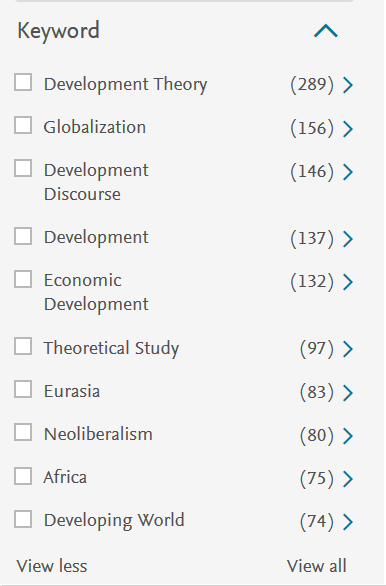 Keyword
Development Theory (289)
Globalization (156)
Development (146)
Discourse
Development (137)
Economic (132)
Development
Theoretical Study (97)
Eurasia (83)
Neoliberalism (80)
Africa (75)
Developing World (74)
View less View all